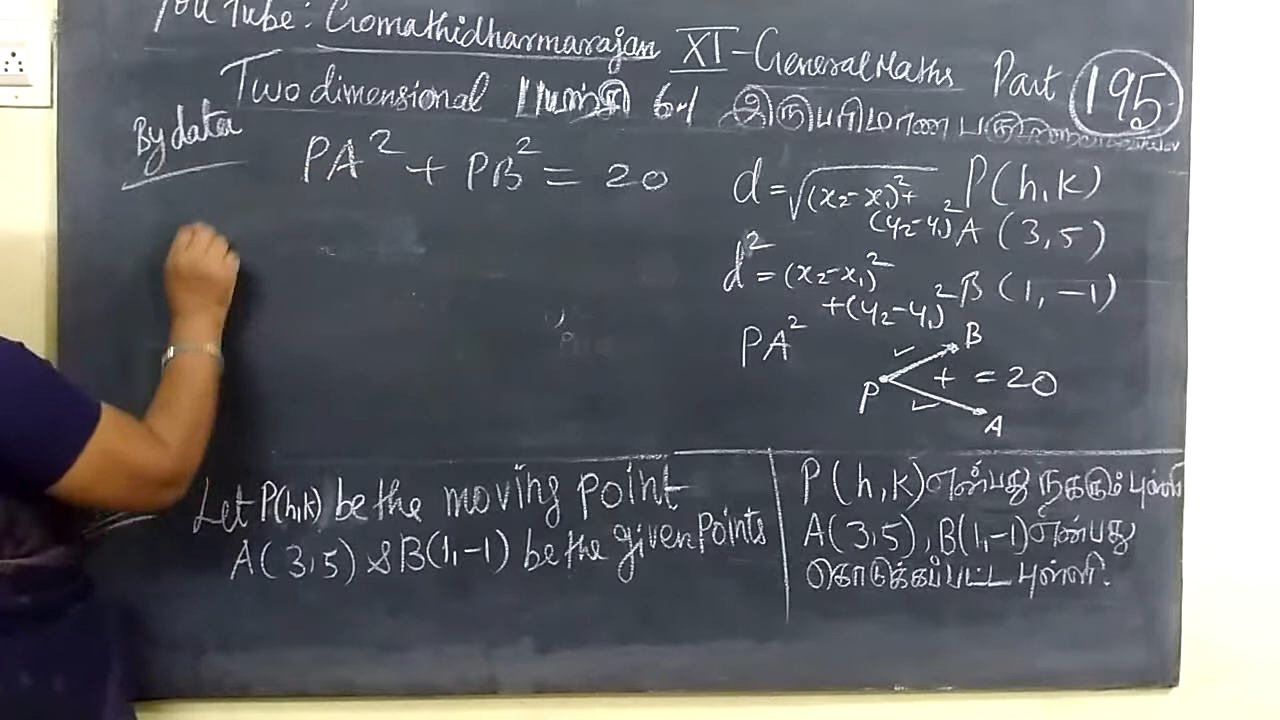 YouTube: Gomathidharmarajan XI - General Maths Part 195
Two dimensional 64 இருபரிமாண
By data
PA² + PB² = 20
d = √(x₂-x₁)²+ P(h,k)
(y₂-y₁)² A (3,5)
d² = (x₂-x₁)²
+(y₂-y₁)² B (1,-1)
PA²
B
P + = 20
A
Let P(h,k) be the moving point
A(3,5) & B(1,-1) be the given points
P(h,k) என்பது நகரும் புள்ளி
A(3,5), B(1,-1) என்பது
கொடுக்கப்பட்ட புள்ளி.